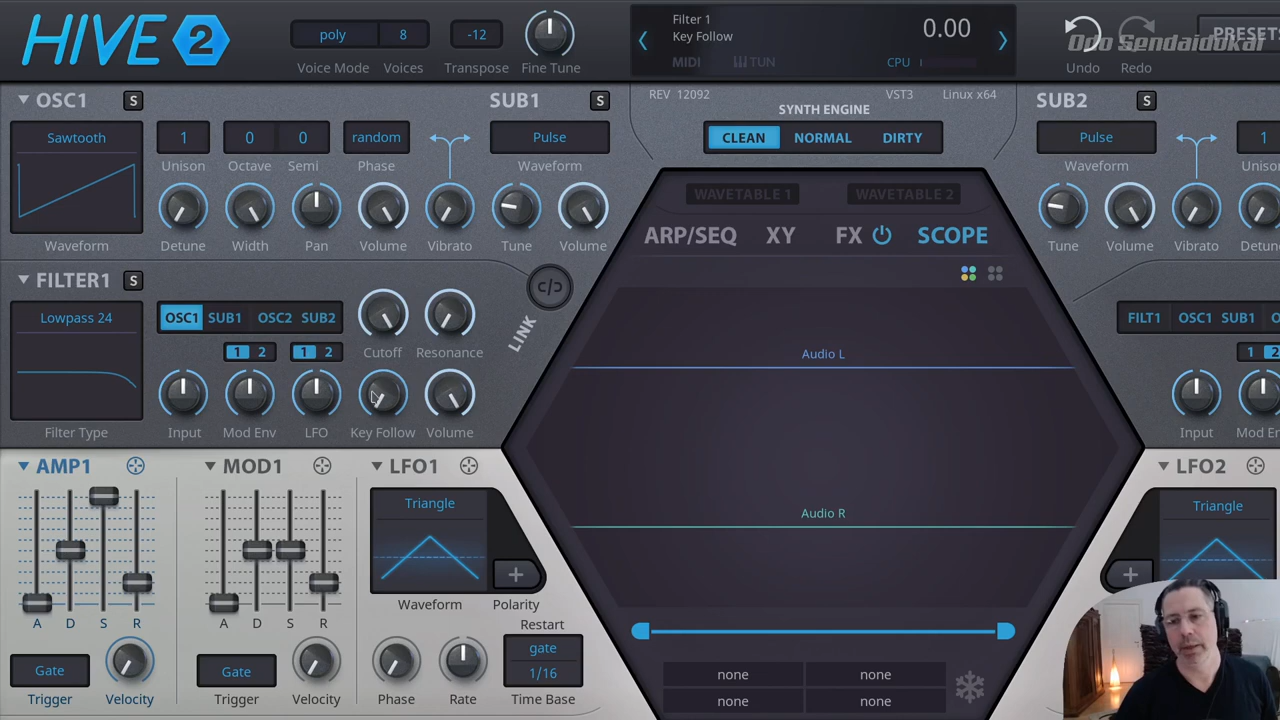 HIVE 2
poly 8 -12
Voice Mode Voices Transpose Fine Tune
Filter 1 0.00
Key Follow
MIDI TUN CPU
Undo Redo
PRESETS
Odo Sendaidokai
OSC1 S
Sawtooth
Waveform
1 0 0 random
Unison Octave Semi Phase
Detune Width Pan Volume Vibrato
SUB1 S
Pulse
Waveform
Tune Volume
REV 12092 VST3 Linux x64
SYNTH ENGINE
CLEAN NORMAL DIRTY
SUB2 S
Pulse 1
Waveform Unison
Tune Volume Vibrato Detune
WAVETABLE 1 WAVETABLE 2
ARP/SEQ XY FX SCOPE
Audio L
Audio R
none none
none none
FILTER1 S
Lowpass 24
Filter Type
OSC1 SUB1 OSC2 SUB2
1 2 1 2
Cutoff Resonance
Input Mod Env LFO Key Follow Volume
LINK
FILT1 OSC1 SUB1 O
1 2
Input Mod En
AMP1
A D S R
Gate
Trigger Velocity
MOD1
A D S R
Gate
Trigger Velocity
LFO1
Triangle
Waveform Polarity
Restart
gate
1/16
Phase Rate Time Base
LFO2
Triangle